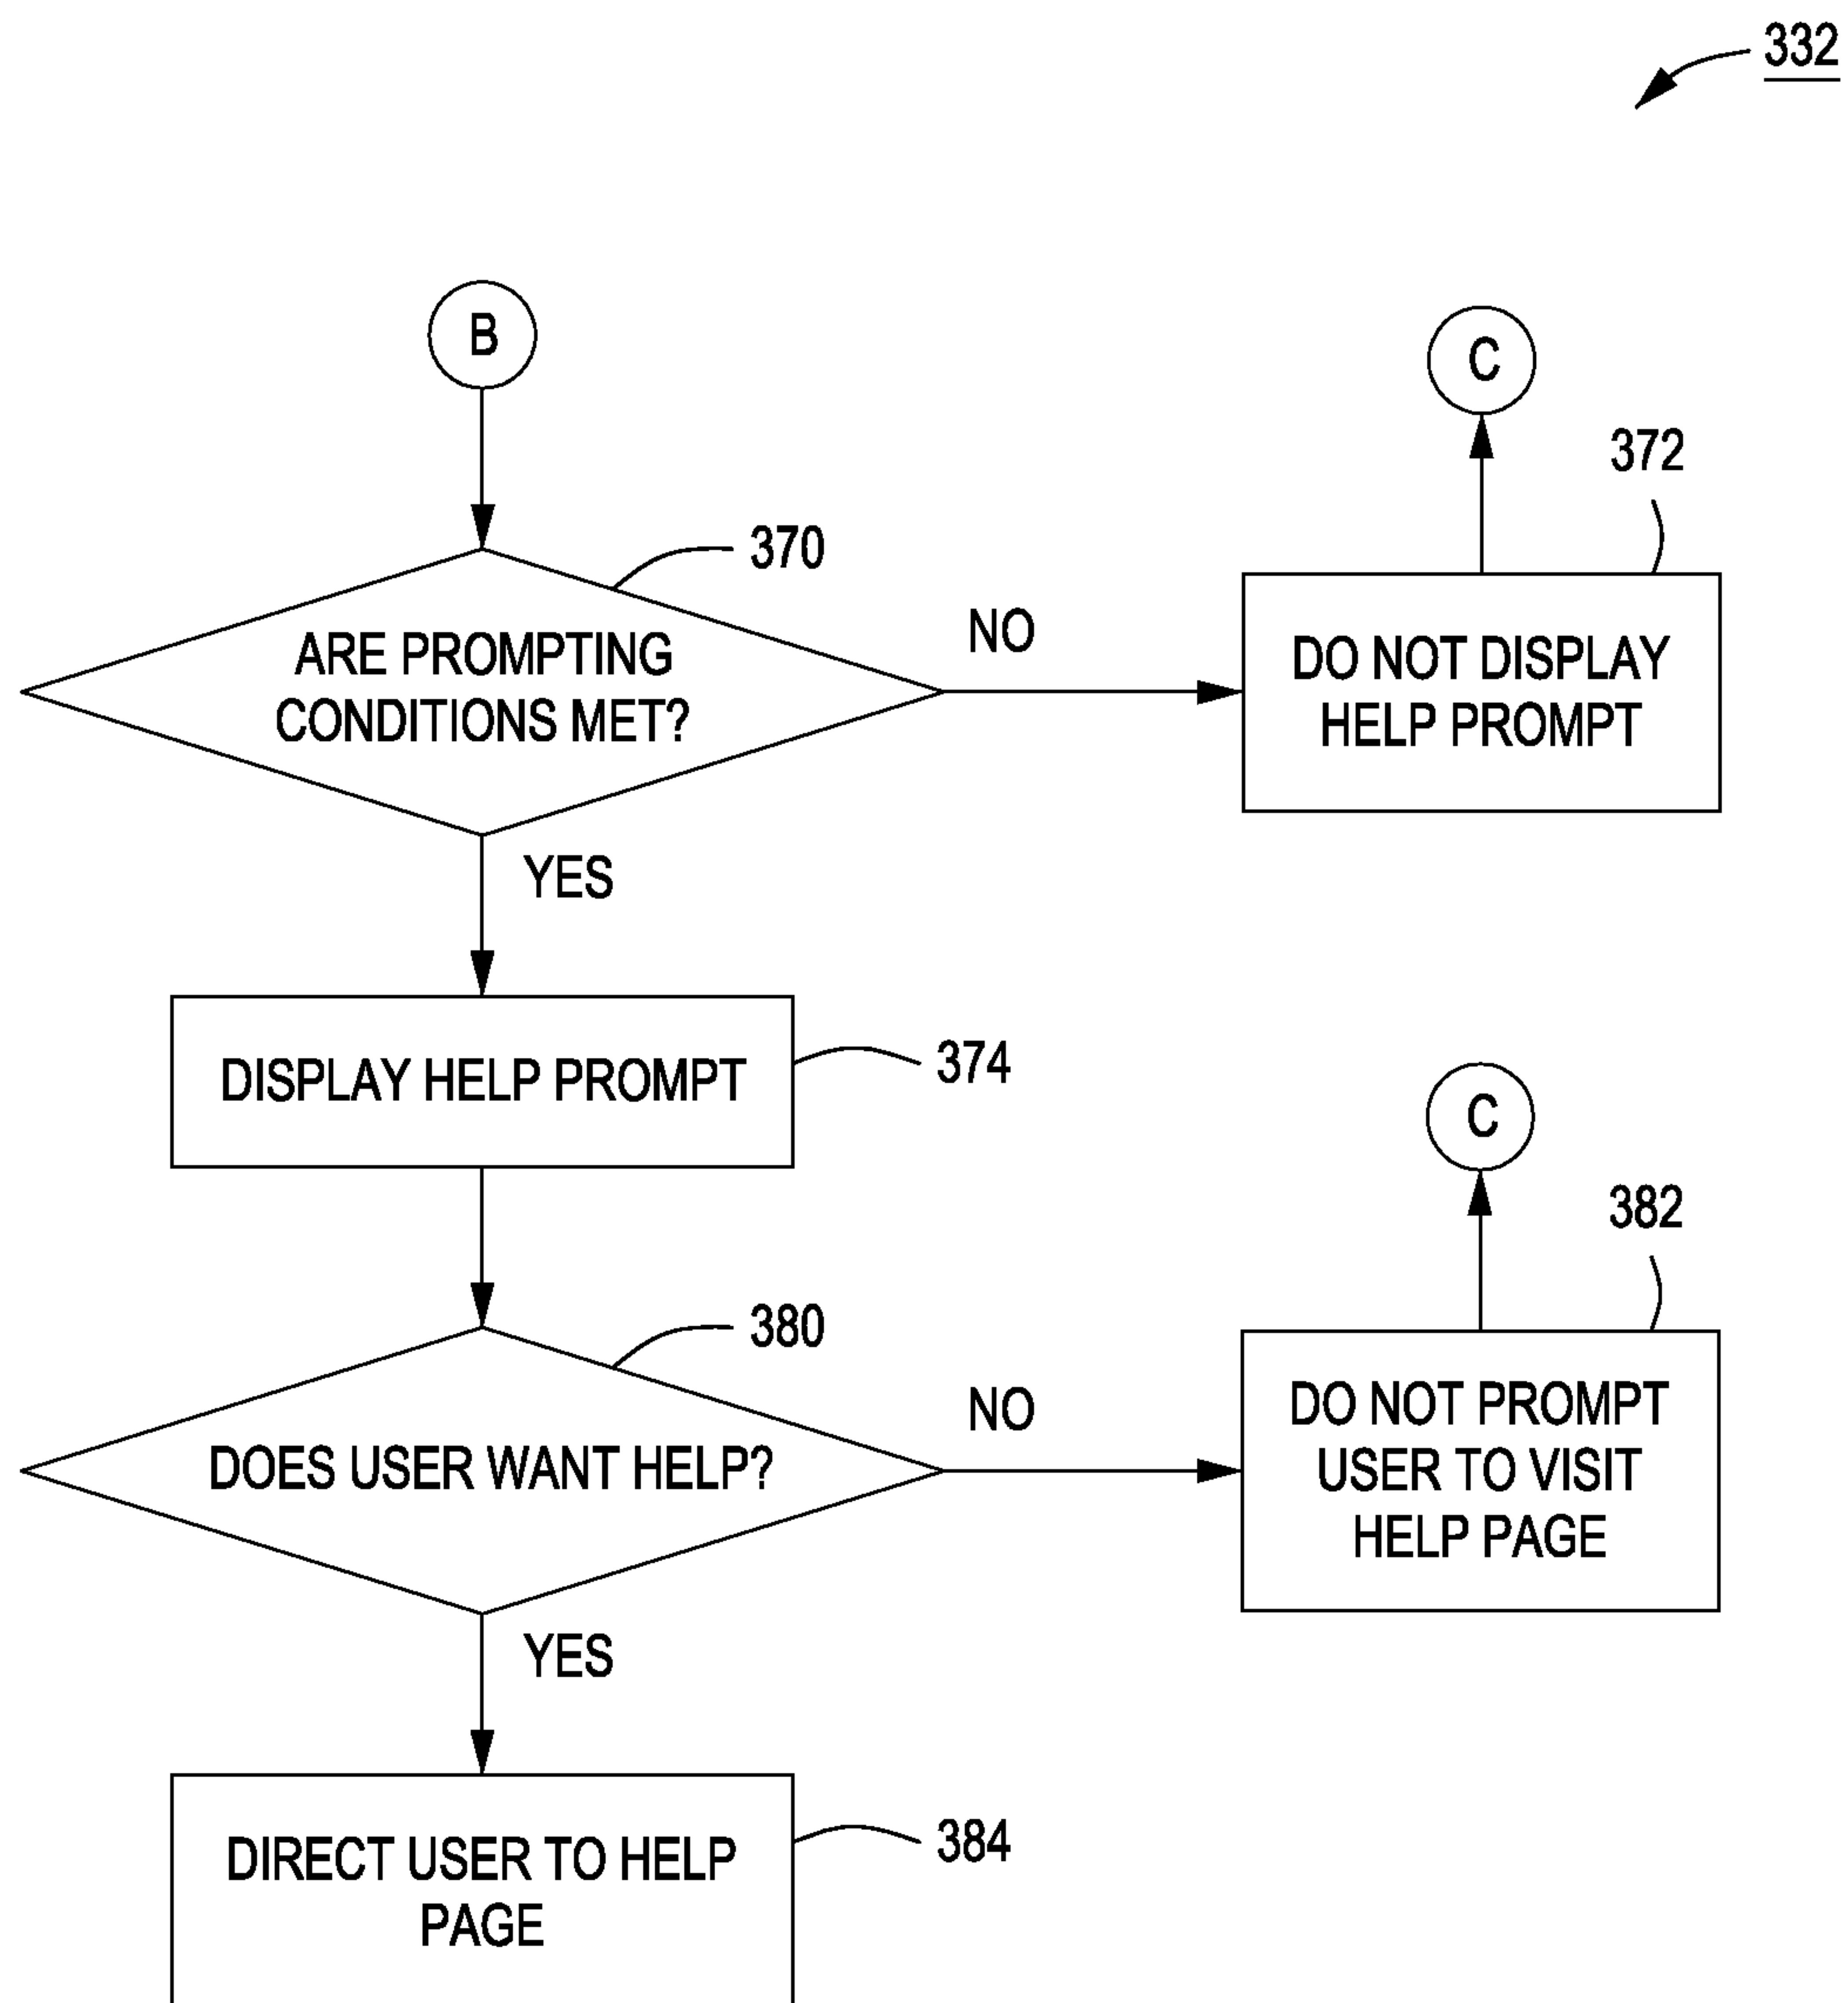 332
B
C
372
370
ARE PROMPTING
CONDITIONS MET?
NO
DO NOT DISPLAY
HELP PROMPT
YES
DISPLAY HELP PROMPT
374
C
382
380
DOES USER WANT HELP?
NO
DO NOT PROMPT
USER TO VISIT
HELP PAGE
YES
DIRECT USER TO HELP
PAGE
384